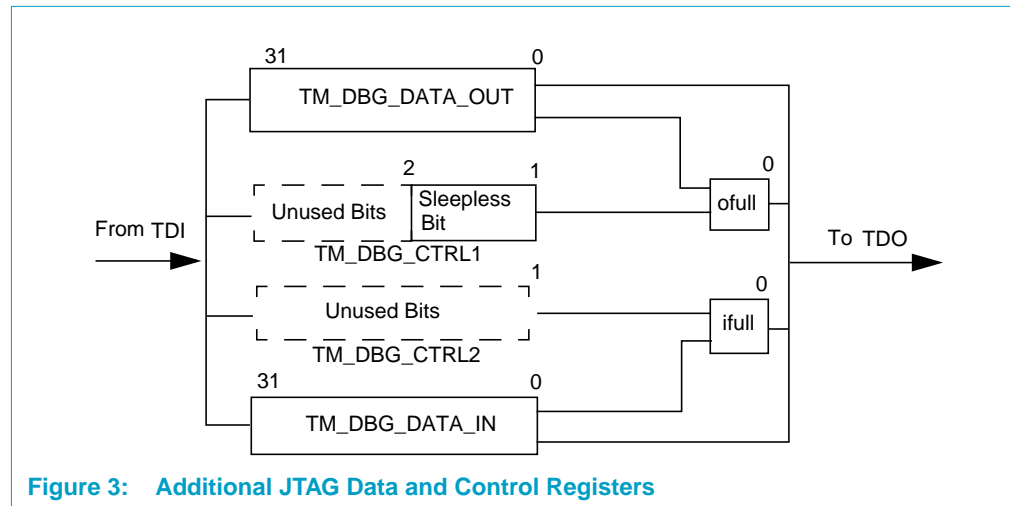 31 0
TM_DBG_DATA_OUT
2 1 0
Unused Bits Sleepless
Bit
ofull
TM_DBG_CTRL1
From TDI
To TDO
1 0
Unused Bits
ifull
TM_DBG_CTRL2
31 0
TM_DBG_DATA_IN
Figure 3: Additional JTAG Data and Control Registers